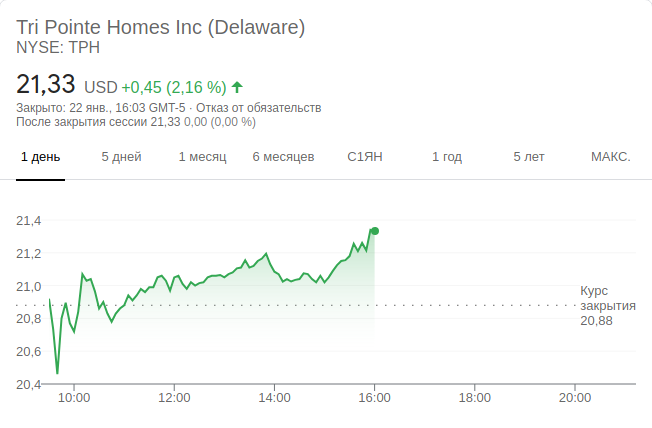 Tri Pointe Homes Inc (Delaware)
NYSE: TPH
21,33 USD +0,45 (2,16 %)
Закрыто: 22 янв., 16:03 GMT-5 · Отказ от обязательств
После закрытия сессии 21,33 0,00 (0,00 %)
1 день 5 дней 1 месяц 6 месяцев С1ЯН 1 год 5 лет МАКС.
21,4
21,2
21,0
Курс
закрытия
20,88
20,8
20,6
20,4
10:00 12:00 14:00 16:00 18:00 20:00